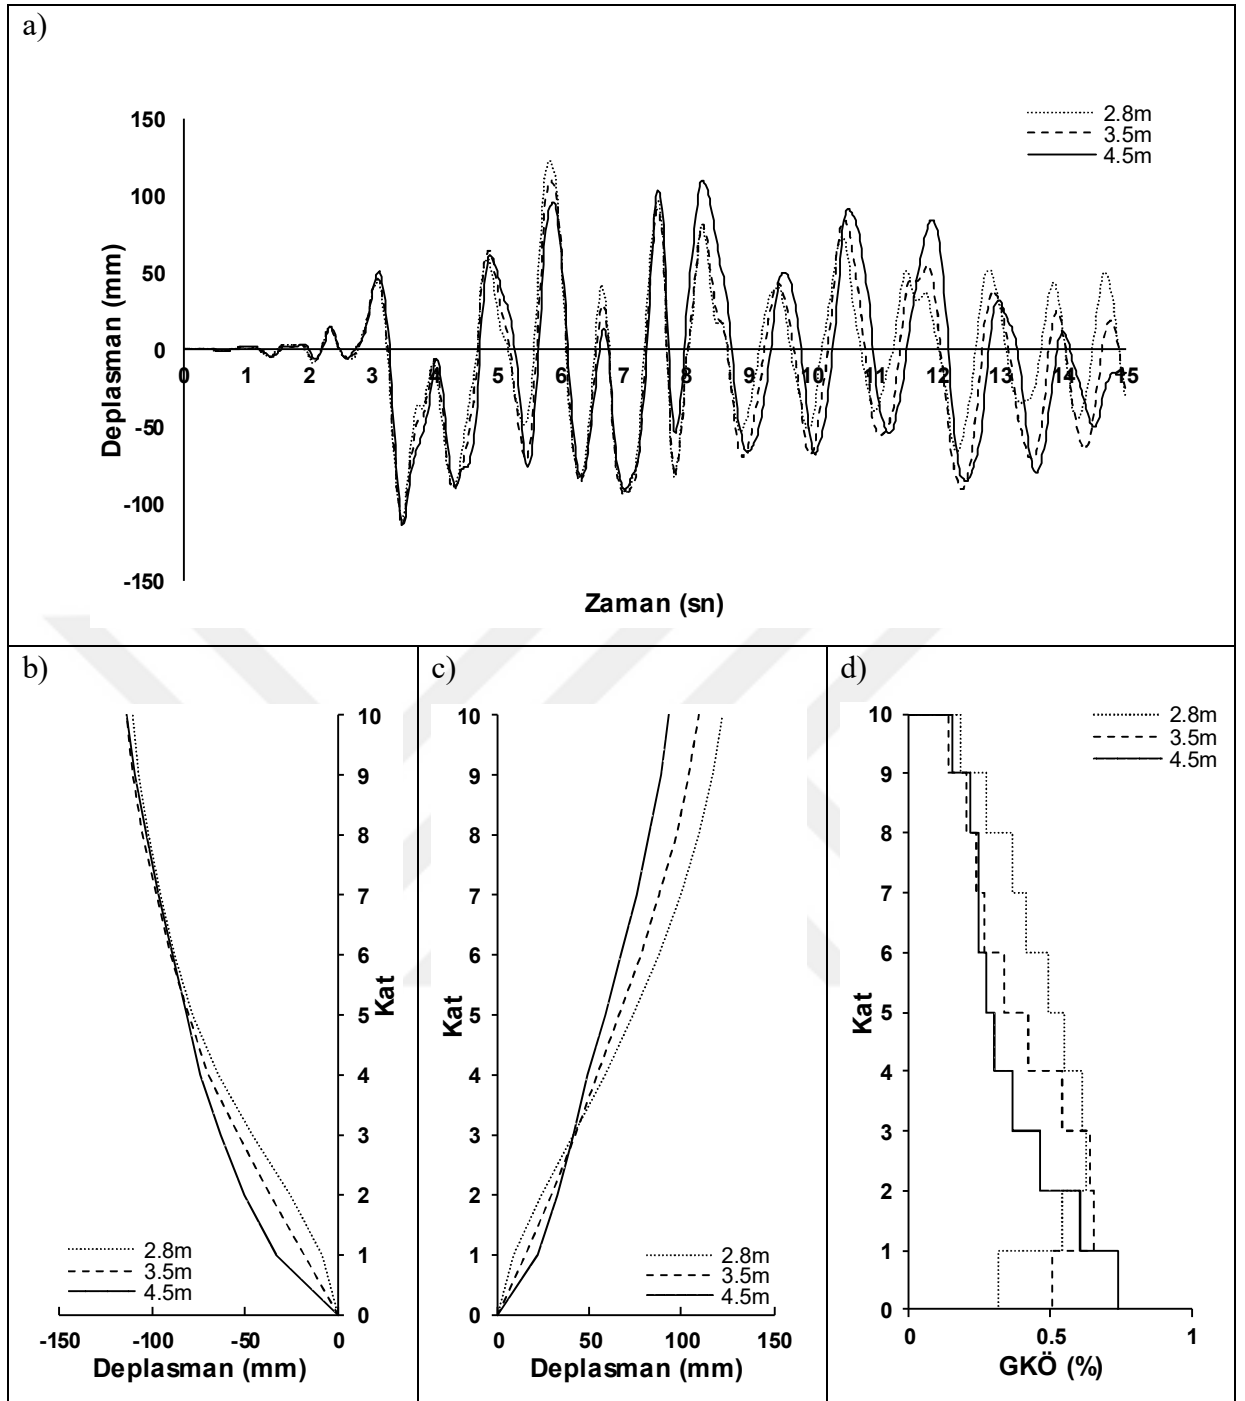 a)
2.8m
3.5m
4.5m
150
100
50
0
-50
-100
-150
Deplasman (mm)
0 1 2 3 4 5 6 7 8 9 10 11 12 13 14 15
Zaman (sn)
b)
10
9
8
7
6
5
4
3
2
1
0
Kat
2.8m
3.5m
4.5m
-150 -100 -50 0
Deplasman (mm)
c)
10
9
8
7
6
5
4
3
2
1
0
Kat
2.8m
3.5m
4.5m
0 50 100 150
Deplasman (mm)
d)
2.8m
3.5m
4.5m
10
9
8
7
6
5
4
3
2
1
0
Kat
0 0.5 1
GKÖ (%)